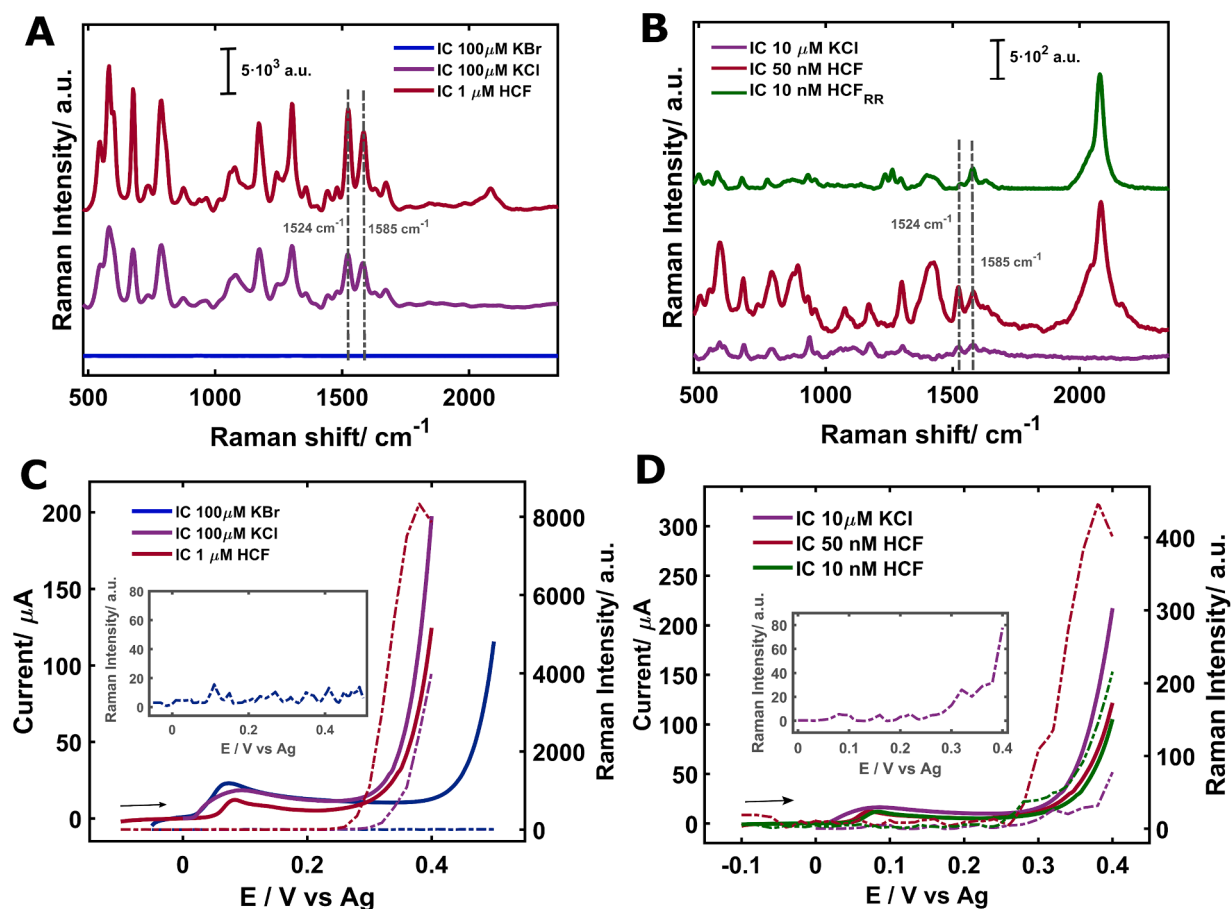 A
IC 100μM KBr
IC 100μM KCl
IC 1 μM HCF
5·10³ a.u.
1524 cm⁻¹
1585 cm⁻¹
Raman Intensity/ a.u.
500
1000
1500
2000
Raman shift/ cm⁻¹
B
IC 10 μM KCl
IC 50 nM HCF
IC 10 nM HCF_RR
5·10² a.u.
1524 cm⁻¹
1585 cm⁻¹
Raman Intensity/ a.u.
500
1000
1500
2000
Raman shift/ cm⁻¹
C
IC 100μM KBr
IC 100μM KCl
IC 1 μM HCF
Current/ μA
200
150
100
50
0
Raman Intensity/ a.u.
8000
6000
4000
2000
0
Raman Intensity/ a.u.
80
60
40
20
0
0
0.2
0.4
E / V vs Ag
0
0.2
0.4
E / V vs Ag
D
IC 10μM KCl
IC 50 nM HCF
IC 10 nM HCF
Current/ μA
300
250
200
150
100
50
0
Raman Intensity/ a.u.
400
300
200
100
0
Raman Intensity/ a.u.
80
60
40
20
0
0
0.1
0.2
0.3
0.4
E / V vs Ag
-0.1
0
0.1
0.2
0.3
0.4
E / V vs Ag